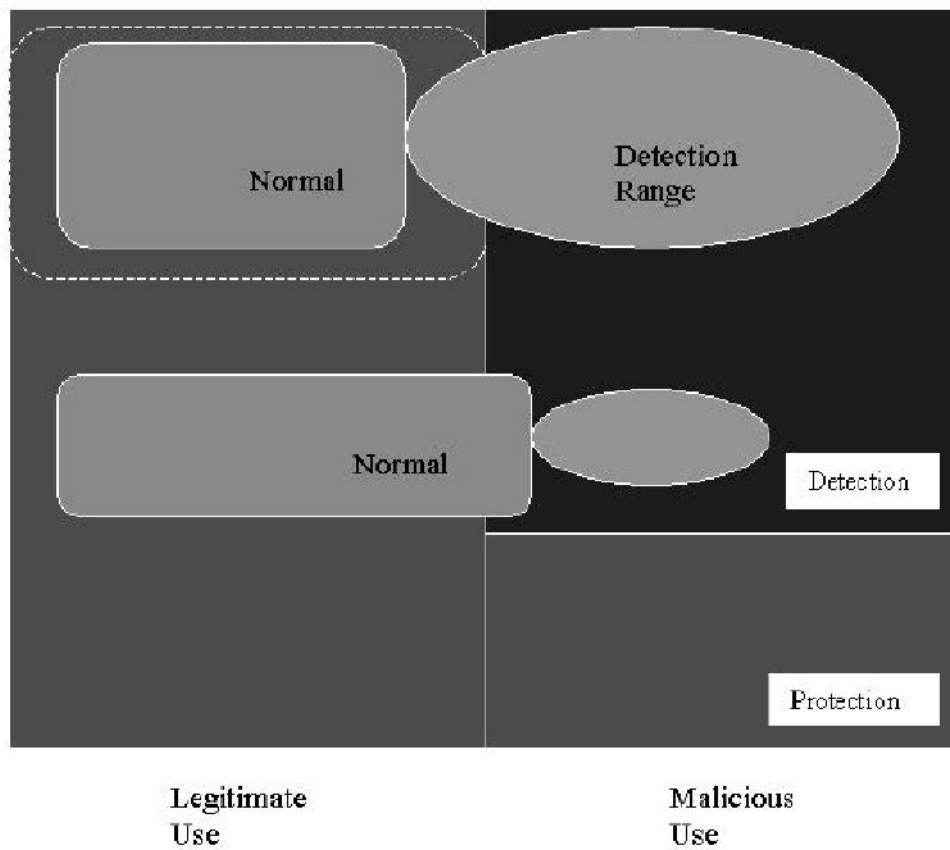 Normal
Detection
Range
Normal
Detection
Protection
Legitimate
Use
Malicious
Use